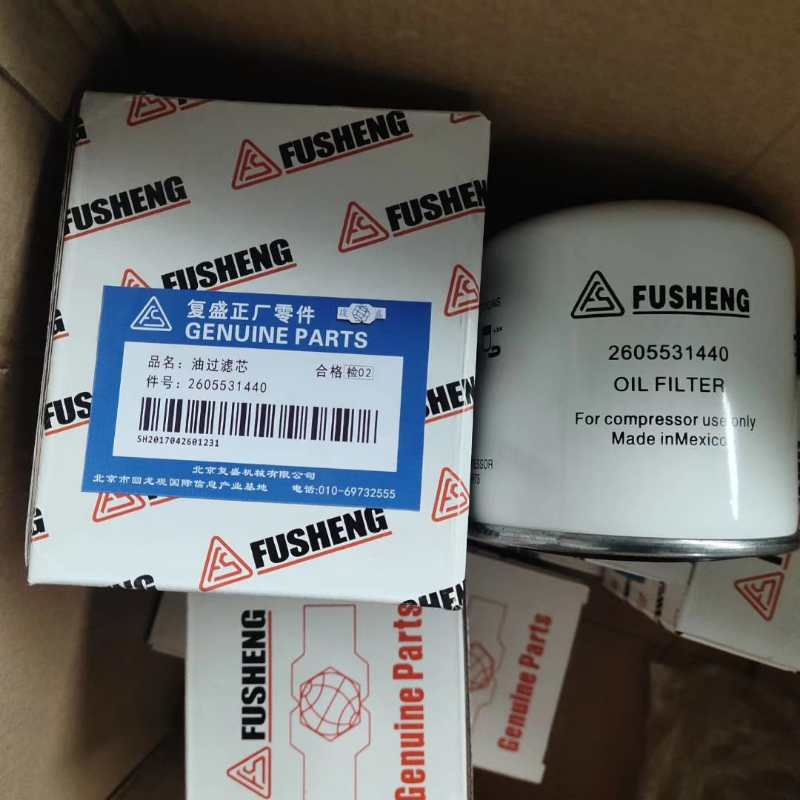 FUSHENG
FUSHENG
FUSHENG
FUSHENG
复盛正厂零件
GENUINE PARTS
品名: 油过滤芯
合格 检02
件号: 2605531440
SH2017042601231
北京复盛机械有限公司
北京市回龙观国际信息产业基地 电话:010-69732555
FUSHENG
FUSHENG
2605531440
OIL FILTER
For compressor use only
Made in Mexico
FUSHENG
Genuine Parts
Genuine Parts